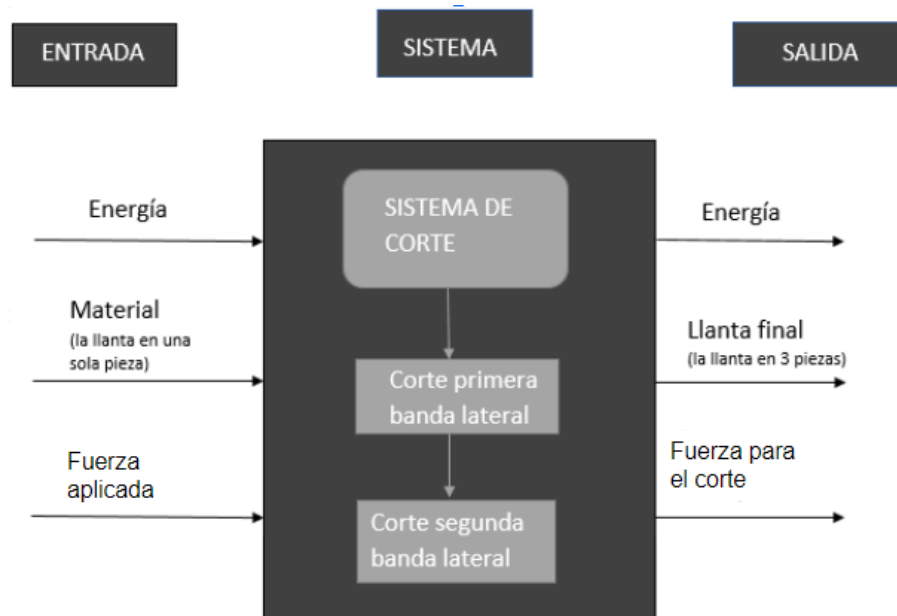 ENTRADA
SISTEMA
SALIDA
Energía
Material
(la llanta en una
sola pieza)
Fuerza
aplicada
SISTEMA DE
CORTE
Corte primera
banda lateral
Corte segunda
banda lateral
Energía
Llanta final
(la llanta en 3 piezas)
Fuerza para
el corte